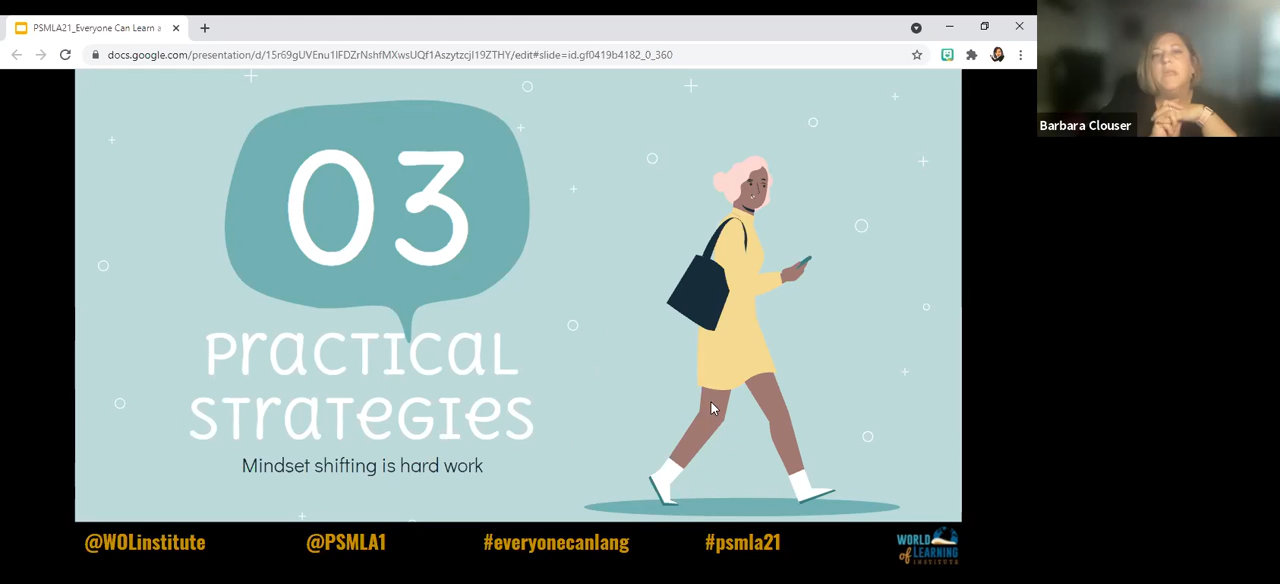 PSMLA21_Everyone Can Learn a
docs.google.com/presentation/d/15r69gUVEnu1lFDZrNshfMXwsUQf1Aszytzcjl19ZTHY/edit#slide=id.gf0419b4182_0_360
Barbara Clouser
03
Practical
Strategies
Mindset shifting is hard work
@WOLinstitute @PSMLA1 #everyonecanlang #psmla21
WORLD
of LEARNING
INSTITUTE